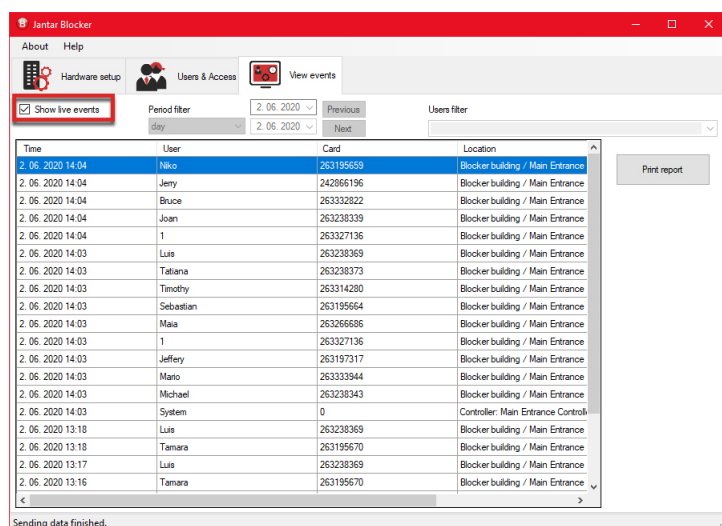 Jantar Blocker
About Help
Hardware setup Users & Access View events
Show live events Period filter 2. 06. 2020 Previous Users filter
day 2. 06. 2020 Next
Time User Card Location
2. 06. 2020 14:04 Niko 263195659 Blocker building / Main Entrance Print report
2. 06. 2020 14:04 Jerry 242866196 Blocker building / Main Entrance
2. 06. 2020 14:04 Bruce 263332822 Blocker building / Main Entrance
2. 06. 2020 14:04 Joan 263238339 Blocker building / Main Entrance
2. 06. 2020 14:04 1 263327136 Blocker building / Main Entrance
2. 06. 2020 14:03 Luis 263238369 Blocker building / Main Entrance
2. 06. 2020 14:03 Tatiana 263238373 Blocker building / Main Entrance
2. 06. 2020 14:03 Timothy 263314280 Blocker building / Main Entrance
2. 06. 2020 14:03 Sebastian 263195664 Blocker building / Main Entrance
2. 06. 2020 14:03 Maia 263266686 Blocker building / Main Entrance
2. 06. 2020 14:03 1 263327136 Blocker building / Main Entrance
2. 06. 2020 14:03 Jeffery 263197317 Blocker building / Main Entrance
2. 06. 2020 14:03 Mario 263333944 Blocker building / Main Entrance
2. 06. 2020 14:03 Michael 263238343 Blocker building / Main Entrance
2. 06. 2020 14:03 System 0 Controller: Main Entrance Controll
2. 06. 2020 13:18 Luis 263238369 Blocker building / Main Entrance
2. 06. 2020 13:18 Tamara 263195670 Blocker building / Main Entrance
2. 06. 2020 13:17 Luis 263238369 Blocker building / Main Entrance
2. 06. 2020 13:16 Tamara 263195670 Blocker building / Main Entrance
Sending data finished.